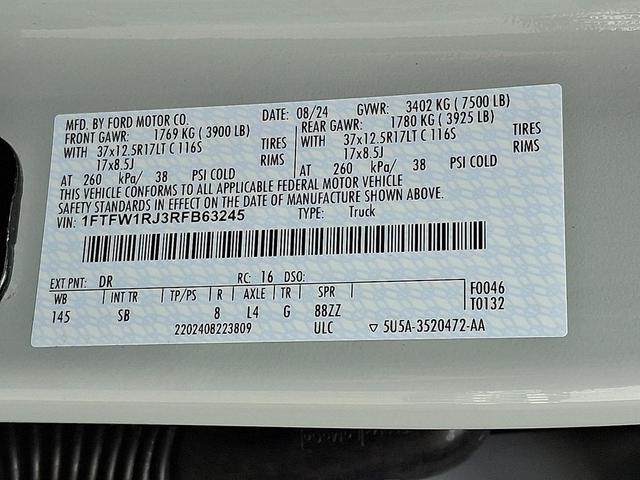 MFD. BY FORD MOTOR CO. DATE: 08/24 GVWR: 3402 KG ( 7500 LB)
FRONT GAWR: 1769 KG ( 3900 LB) REAR GAWR: 1780 KG ( 3925 LB)
WITH 37x12.5R17LT C 116S TIRES WITH 37x12.5R17LT C 116S TIRES
17x8.5J RIMS 17x8.5J RIMS
AT 260 kPa/ 38 PSI COLD AT 260 kPa/ 38 PSI COLD
THIS VEHICLE CONFORMS TO ALL APPLICABLE FEDERAL MOTOR VEHICLE
SAFETY STANDARDS IN EFFECT ON THE DATE OF MANUFACTURE SHOWN ABOVE.
VIN: 1FTFW1RJ3RFB63245 TYPE: Truck
EXT PNT: DR RC: 16 DSO:
WB INT TR TP/PS R AXLE TR SPR F0046
145 SB 8 L4 G 88ZZ T0132
2202408223809 ULC ▽ 5U5A-3520472-AA